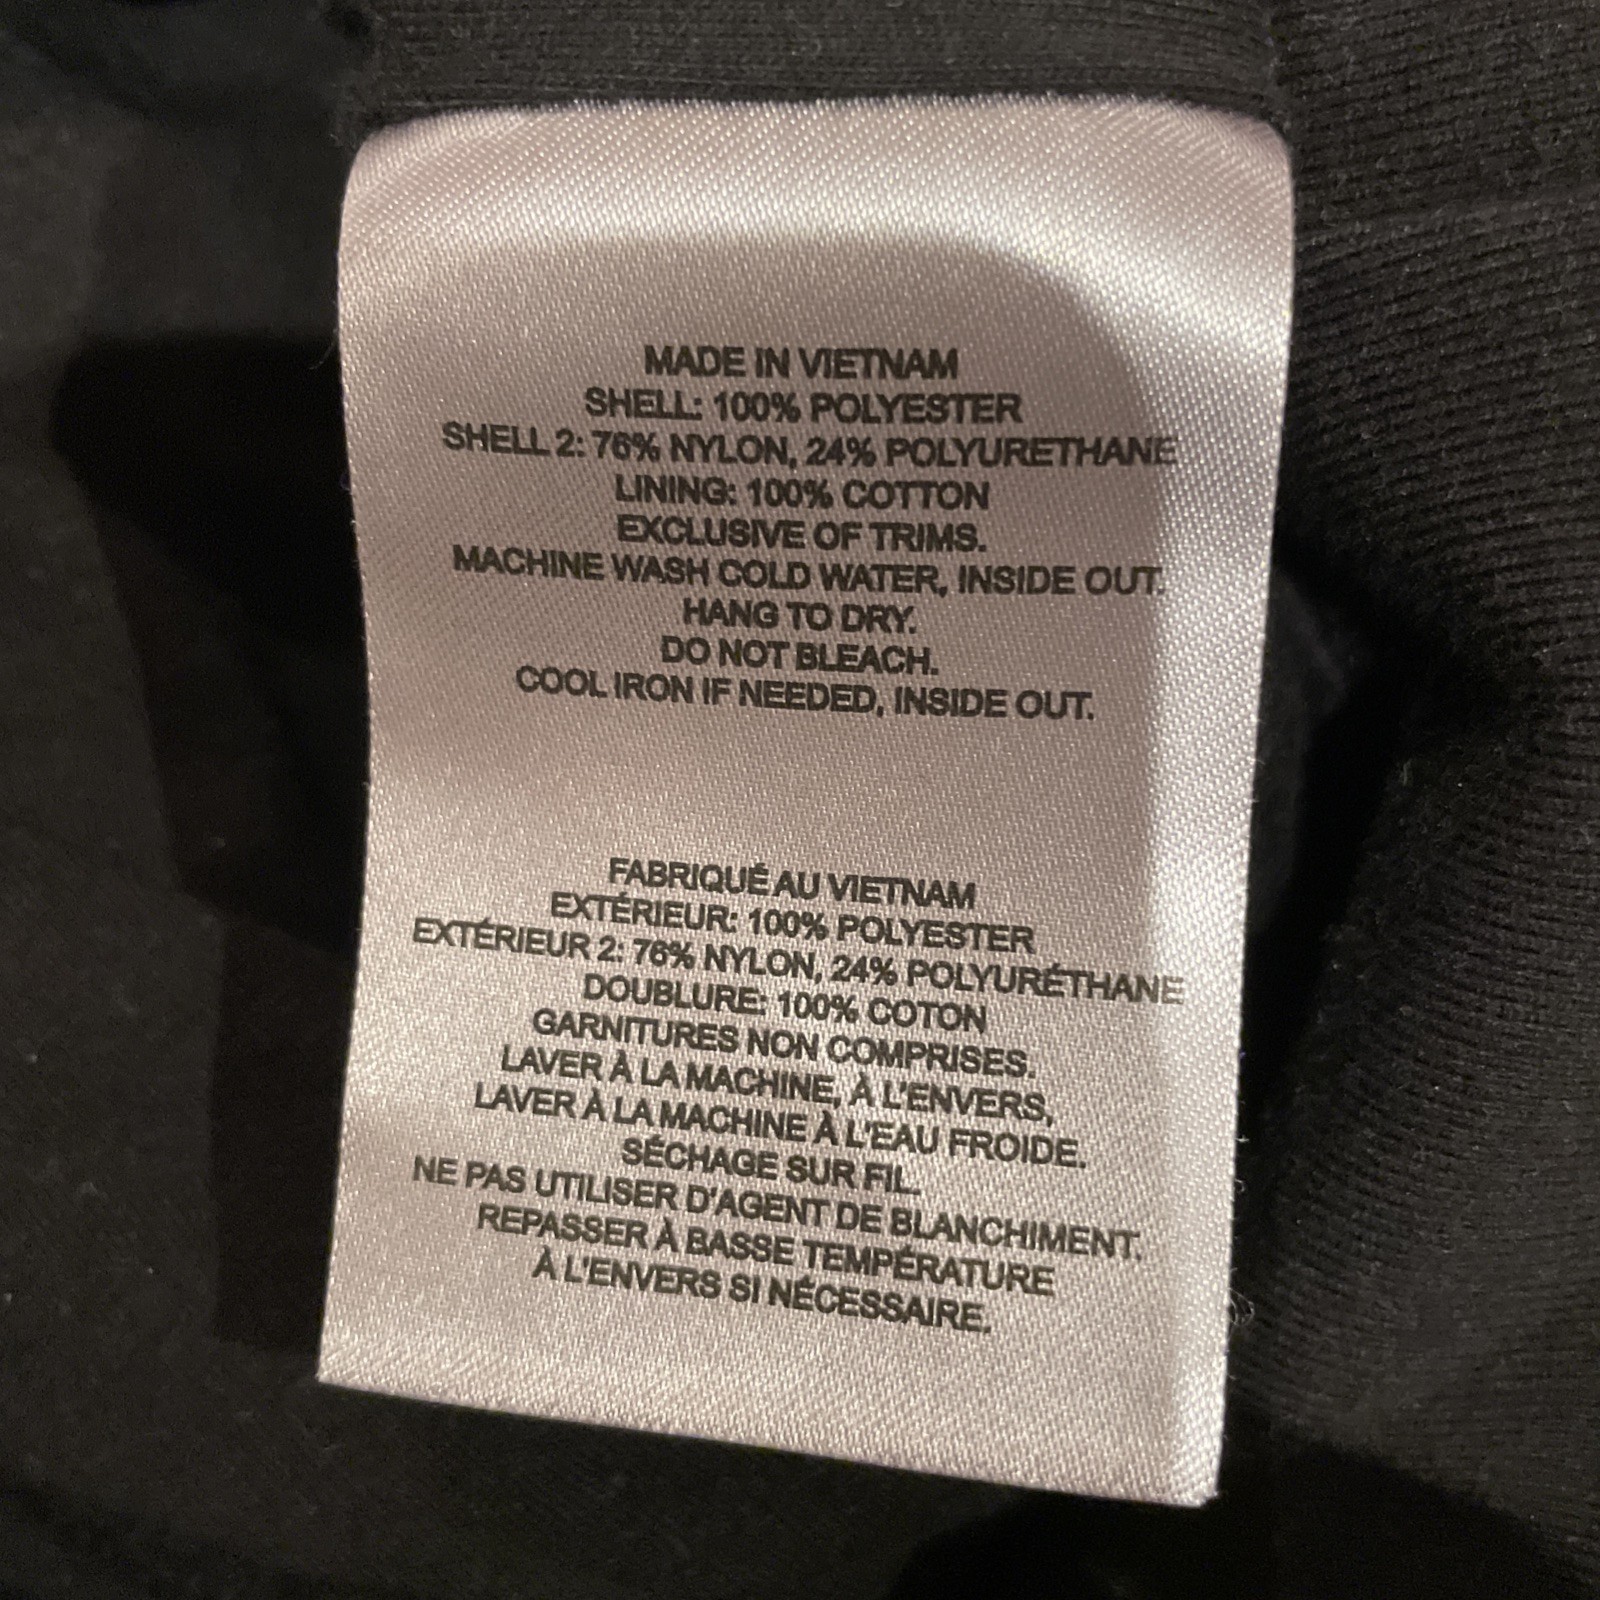 MADE IN VIETNAM
SHELL: 100% POLYESTER
SHELL 2: 76% NYLON, 24% POLYURETHANE
LINING: 100% COTTON
EXCLUSIVE OF TRIMS.
MACHINE WASH COLD WATER, INSIDE OUT.
HANG TO DRY.
DO NOT BLEACH.
COOL IRON IF NEEDED, INSIDE OUT.
FABRIQUÉ AU VIETNAM
EXTÉRIEUR: 100% POLYESTER
EXTÉRIEUR 2: 76% NYLON, 24% POLYURÉTHANE
DOUBLURE: 100% COTON
GARNITURES NON COMPRISES.
LAVER À LA MACHINE, À L'ENVERS,
LAVER À LA MACHINE À L'EAU FROIDE.
SÉCHAGE SUR FIL.
NE PAS UTILISER D'AGENT DE BLANCHIMENT.
REPASSER À BASSE TEMPÉRATURE
À L'ENVERS SI NÉCESSAIRE.